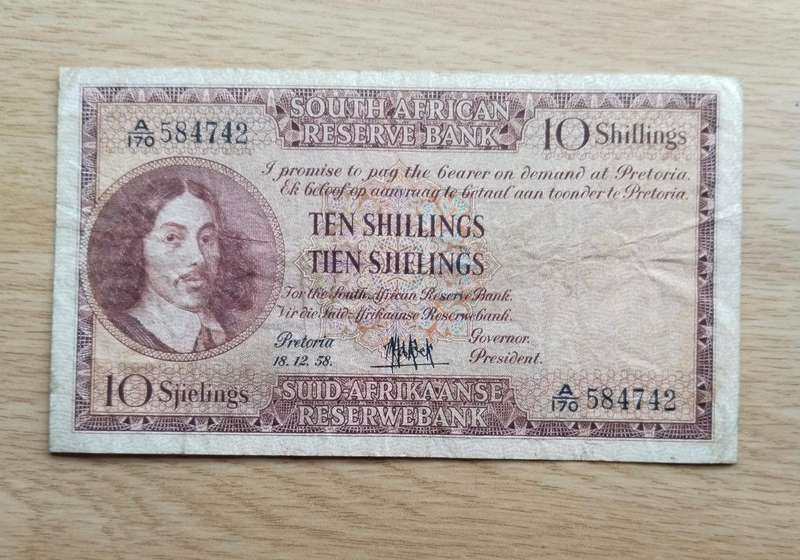 SOUTH AFRICAN
RESERVE BANK
A/170 584742
10 Shillings
I promise to pay the bearer on demand at Pretoria.
Ek beloof op aanvraag te betaal aan toonder te Pretoria.
TEN SHILLINGS
TIEN SJIELINGS
For the South African Reserve Bank.
Vir die Suid-Afrikaanse Reserwebank.
Pretoria
18.12.58.
Governor.
President.
10 Sjielings
SUID-AFRIKAANSE
RESERWEBANK
A/170 584742